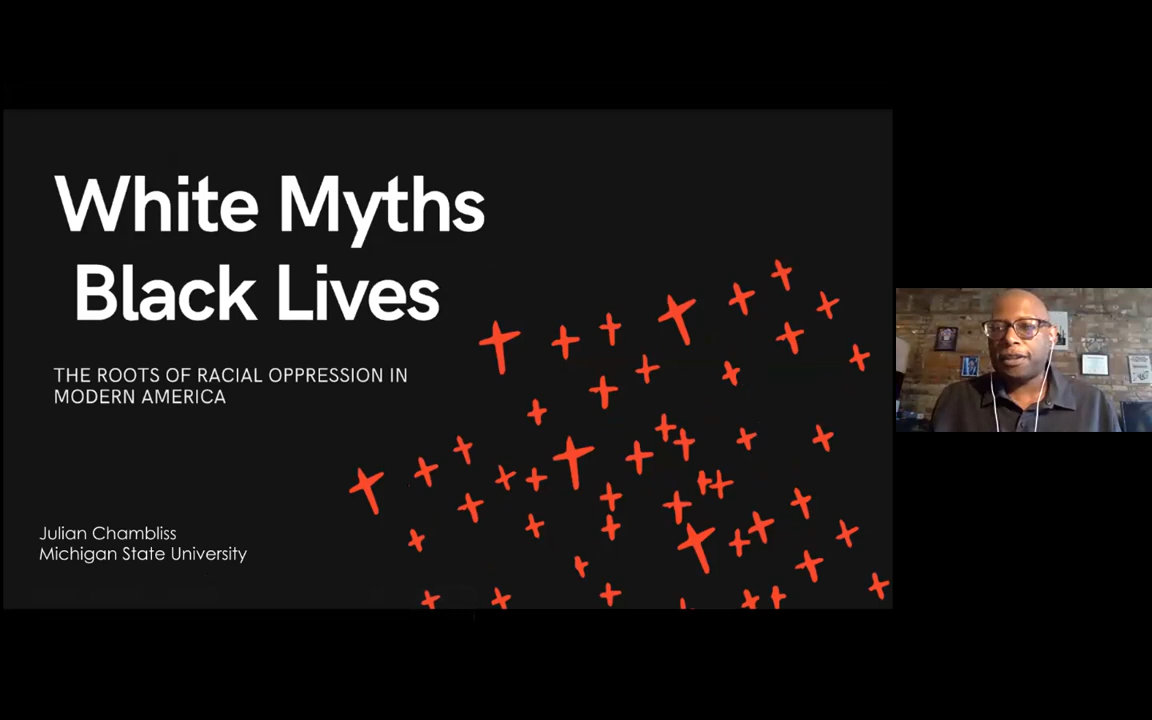 White Myths
Black Lives
THE ROOTS OF RACIAL OPPRESSION IN
MODERN AMERICA
Julian Chambliss
Michigan State University